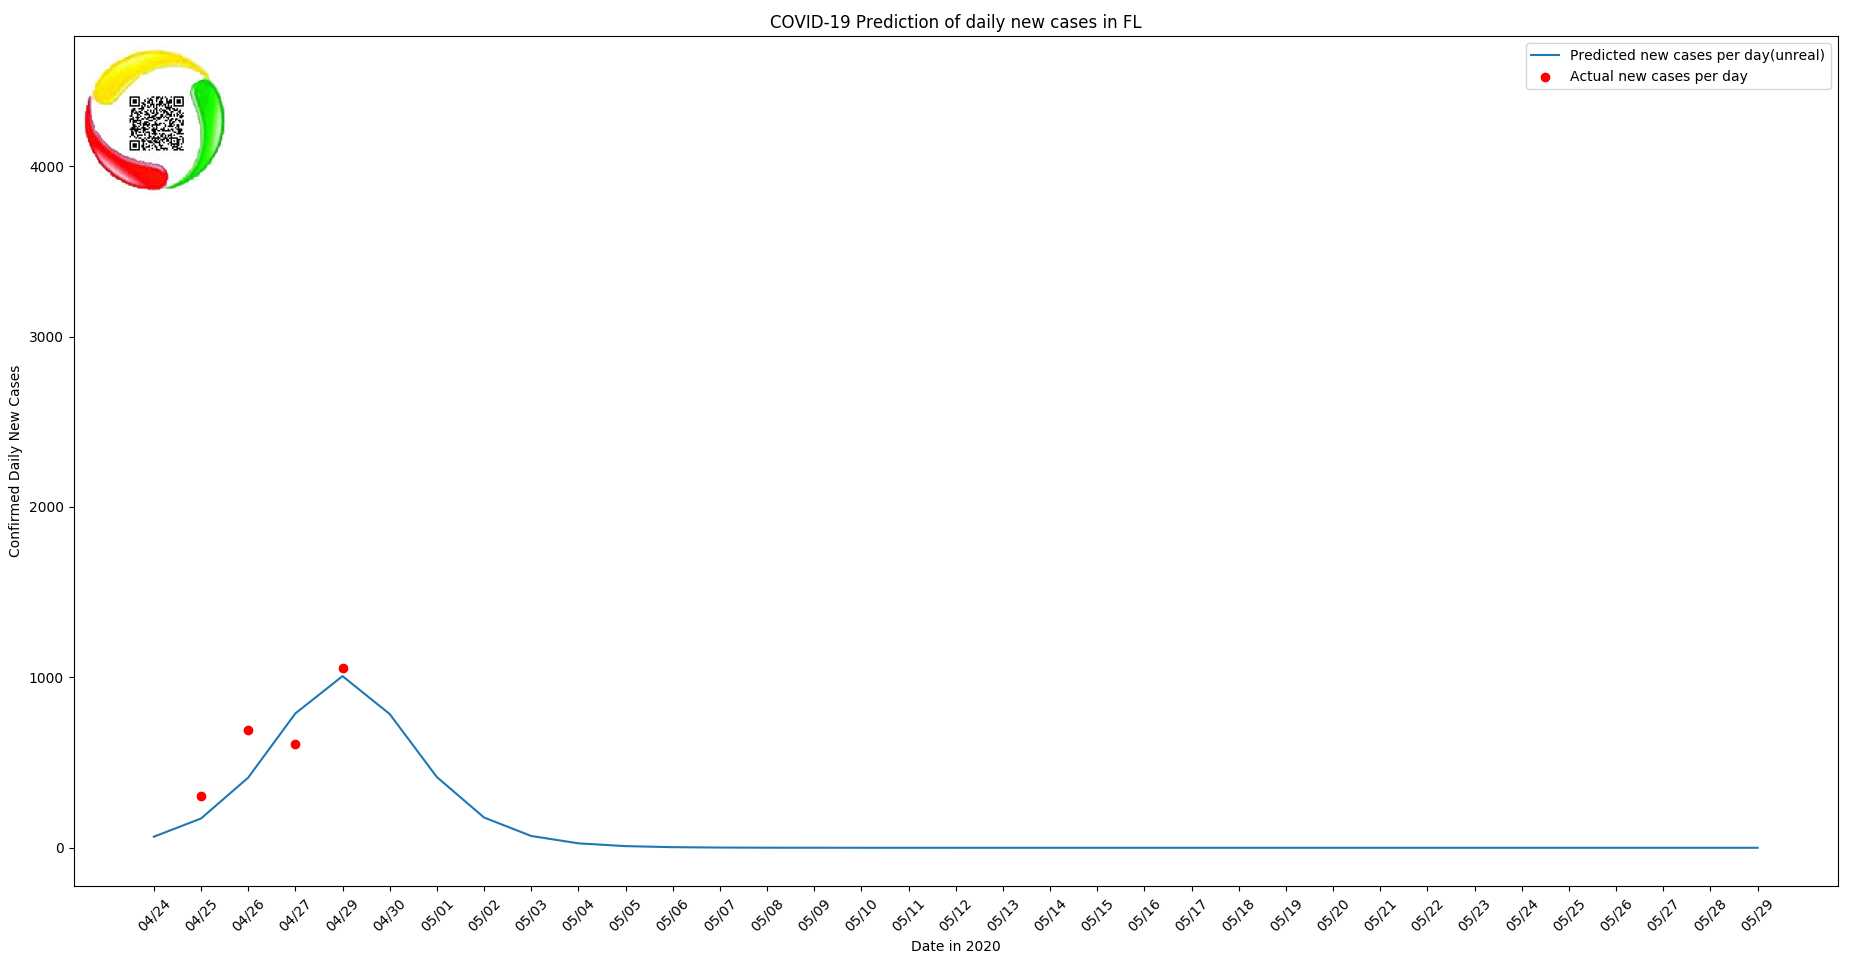 COVID-19 Prediction of daily new cases in FL
Predicted new cases per day(unreal)
Actual new cases per day
4000
3000
2000
1000
0
Confirmed Daily New Cases
04/24 04/25 04/26 04/27 04/29 04/30 05/01 05/02 05/03 05/04 05/05 05/06 05/07 05/08 05/09 05/10 05/11 05/12 05/13 05/14 05/15 05/16 05/17 05/18 05/19 05/20 05/21 05/22 05/23 05/24 05/25 05/26 05/27 05/28 05/29
Date in 2020